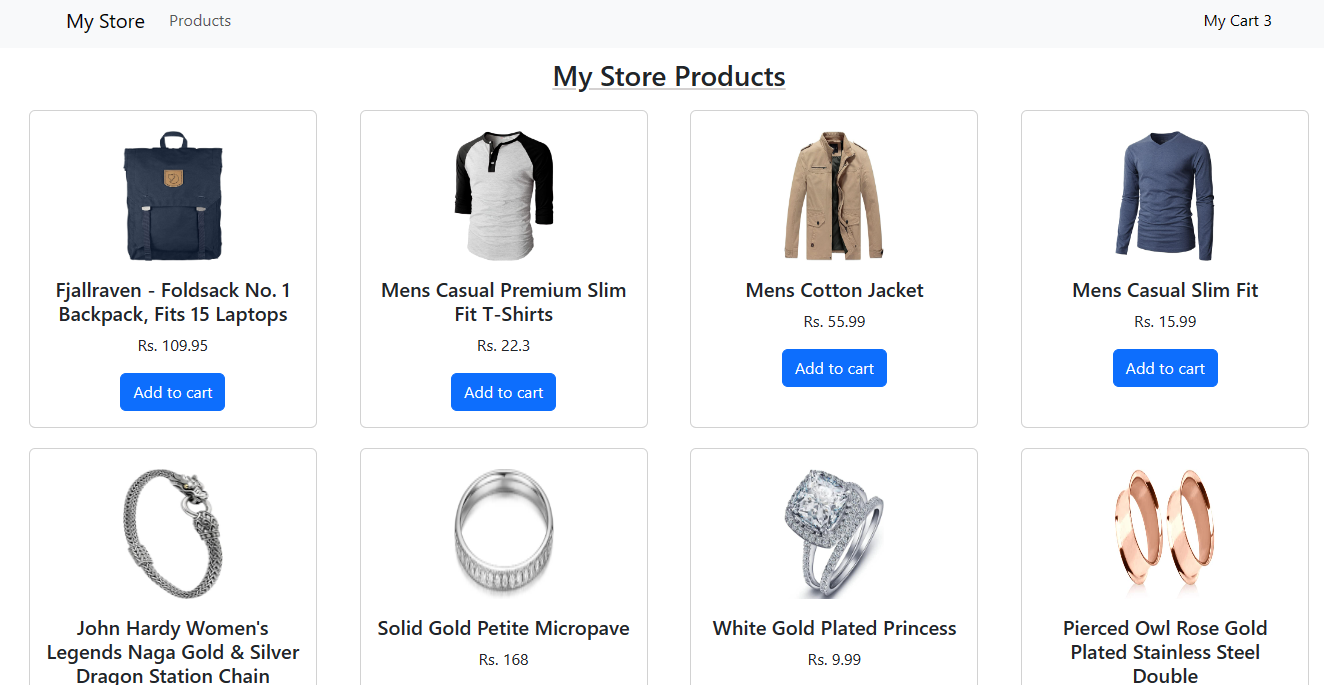 My Store
Products
My Cart 3
My Store Products
Fjallraven - Foldsack No. 1
Backpack, Fits 15 Laptops
Rs. 109.95
Add to cart
Mens Casual Premium Slim
Fit T-Shirts
Rs. 22.3
Add to cart
Mens Cotton Jacket
Rs. 55.99
Add to cart
Mens Casual Slim Fit
Rs. 15.99
Add to cart
John Hardy Women's
Legends Naga Gold & Silver
Dragon Station Chain
Solid Gold Petite Micropave
Rs. 168
White Gold Plated Princess
Rs. 9.99
Pierced Owl Rose Gold
Plated Stainless Steel
Double